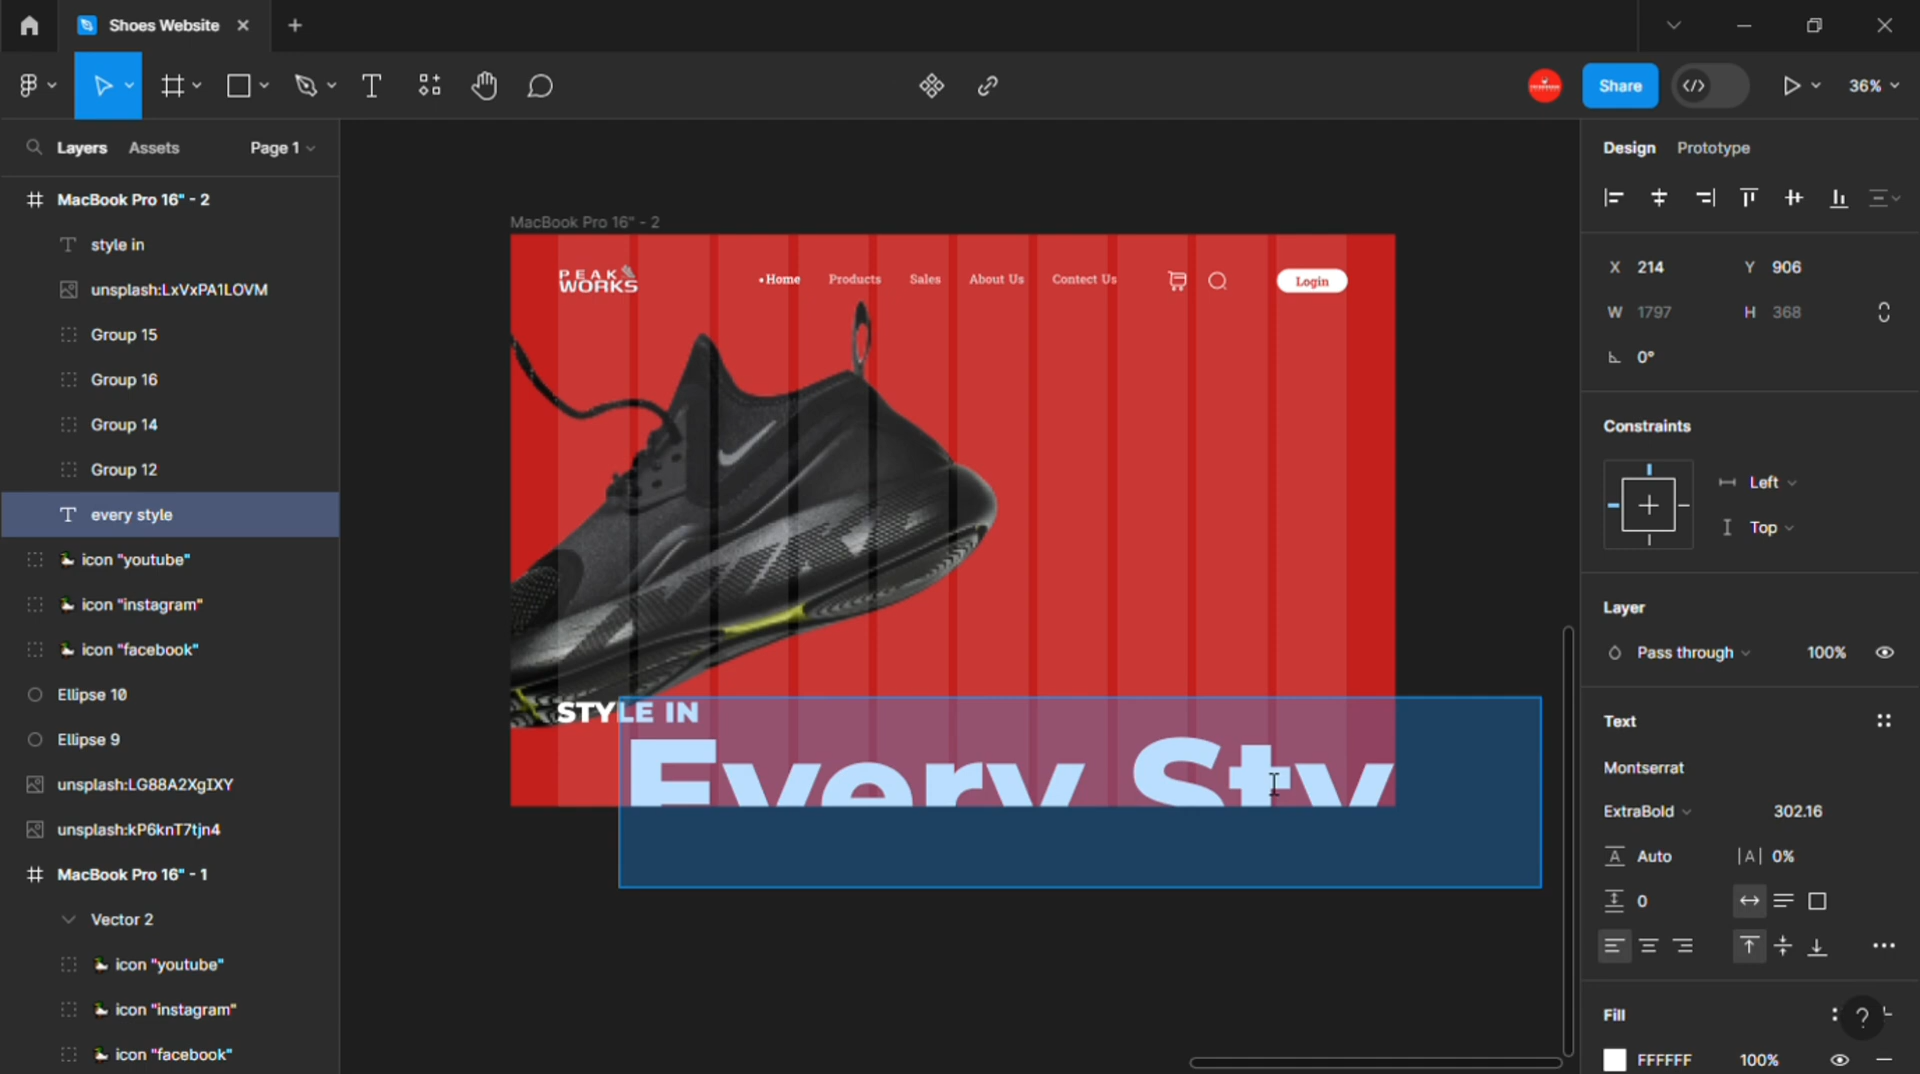 Shoes Website
Share
36%
Layers
Assets
Page 1
MacBook Pro 16" - 2
style in
unsplash:LxVxPA1LOVM
Group 15
Group 16
Group 14
Group 12
every style
icon "youtube"
icon "instagram"
icon "facebook"
Ellipse 10
Ellipse 9
unsplash:LG88A2XgIXY
unsplash:kP6knT7tjn4
MacBook Pro 16" - 1
Vector 2
icon "youtube"
icon "instagram"
icon "facebook"
MacBook Pro 16" - 2
PEAK
WORKS
Home
Products
Sales
About Us
Contect Us
Login
STYLE IN
Every Sty
Design
Prototype
X 214
Y 906
W 1797
H 368
0°
Constraints
Left
Top
Layer
Pass through
100%
Text
Montserrat
ExtraBold
302.16
Auto
|A| 0%
0
Fill
?
FFFFFF
100%